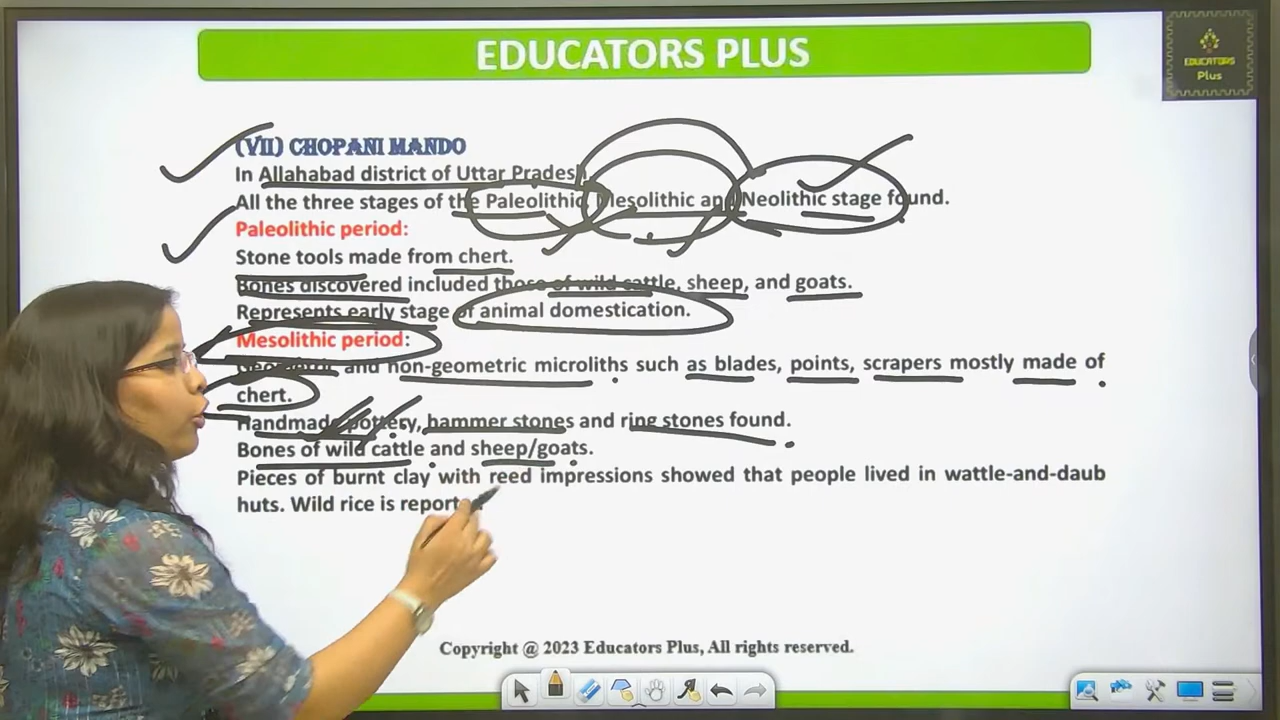 EDUCATORS PLUS
EDUCATORS
Plus
(VII) CHOPANI MANDO
In Allahabad district of Uttar Pradesh
All the three stages of the Paleolithic, Mesolithic and Neolithic stage found.
Paleolithic period:
Stone tools made from chert.
Bones discovered included those of wild cattle, sheep, and goats.
Represents early stage of animal domestication.
Mesolithic period:
and non-geometric microliths such as blades, points, scrapers mostly made of
chert.
Handmade pottery, hammer stones and ring stones found.
Bones of wild cattle and sheep/goats.
Pieces of burnt clay with reed impressions showed that people lived in wattle-and-daub
huts. Wild rice is report
Copyright @ 2023 Educators Plus, All rights reserved.